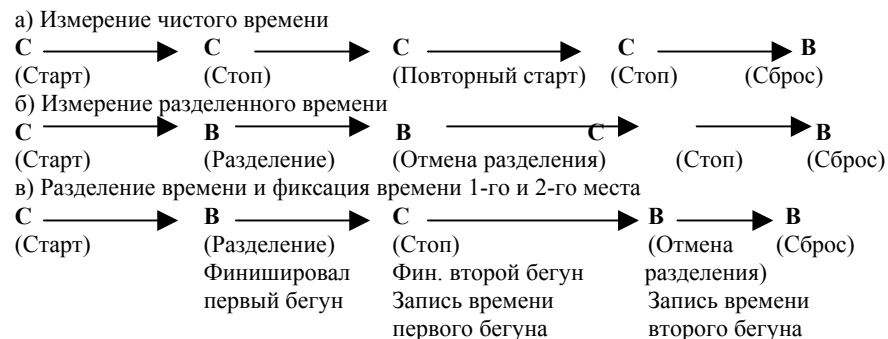 а) Измерение чистого времени
С С С С В
(Старт) (Стоп) (Повторный старт) (Стоп) (Сброс)
б) Измерение разделенного времени
С В В С В
(Старт) (Разделение) (Отмена разделения) (Стоп) (Сброс)
в) Разделение времени и фиксация времени 1-го и 2-го места
С В С В В
(Старт) (Разделение) (Стоп) (Отмена (Сброс)
Финишировал Фин. второй бегун разделения)
первый бегун Запись времени Запись времени
первого бегуна второго бегуна